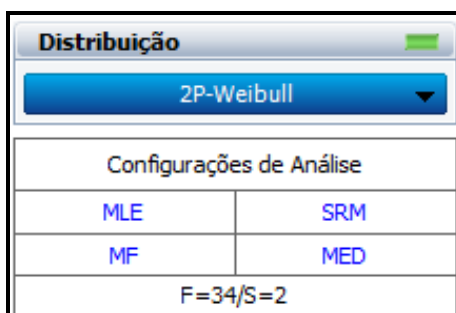 Distribuição
2P-Weibull
Configurações de Análise
MLE SRM
MF MED
F=34/S=2